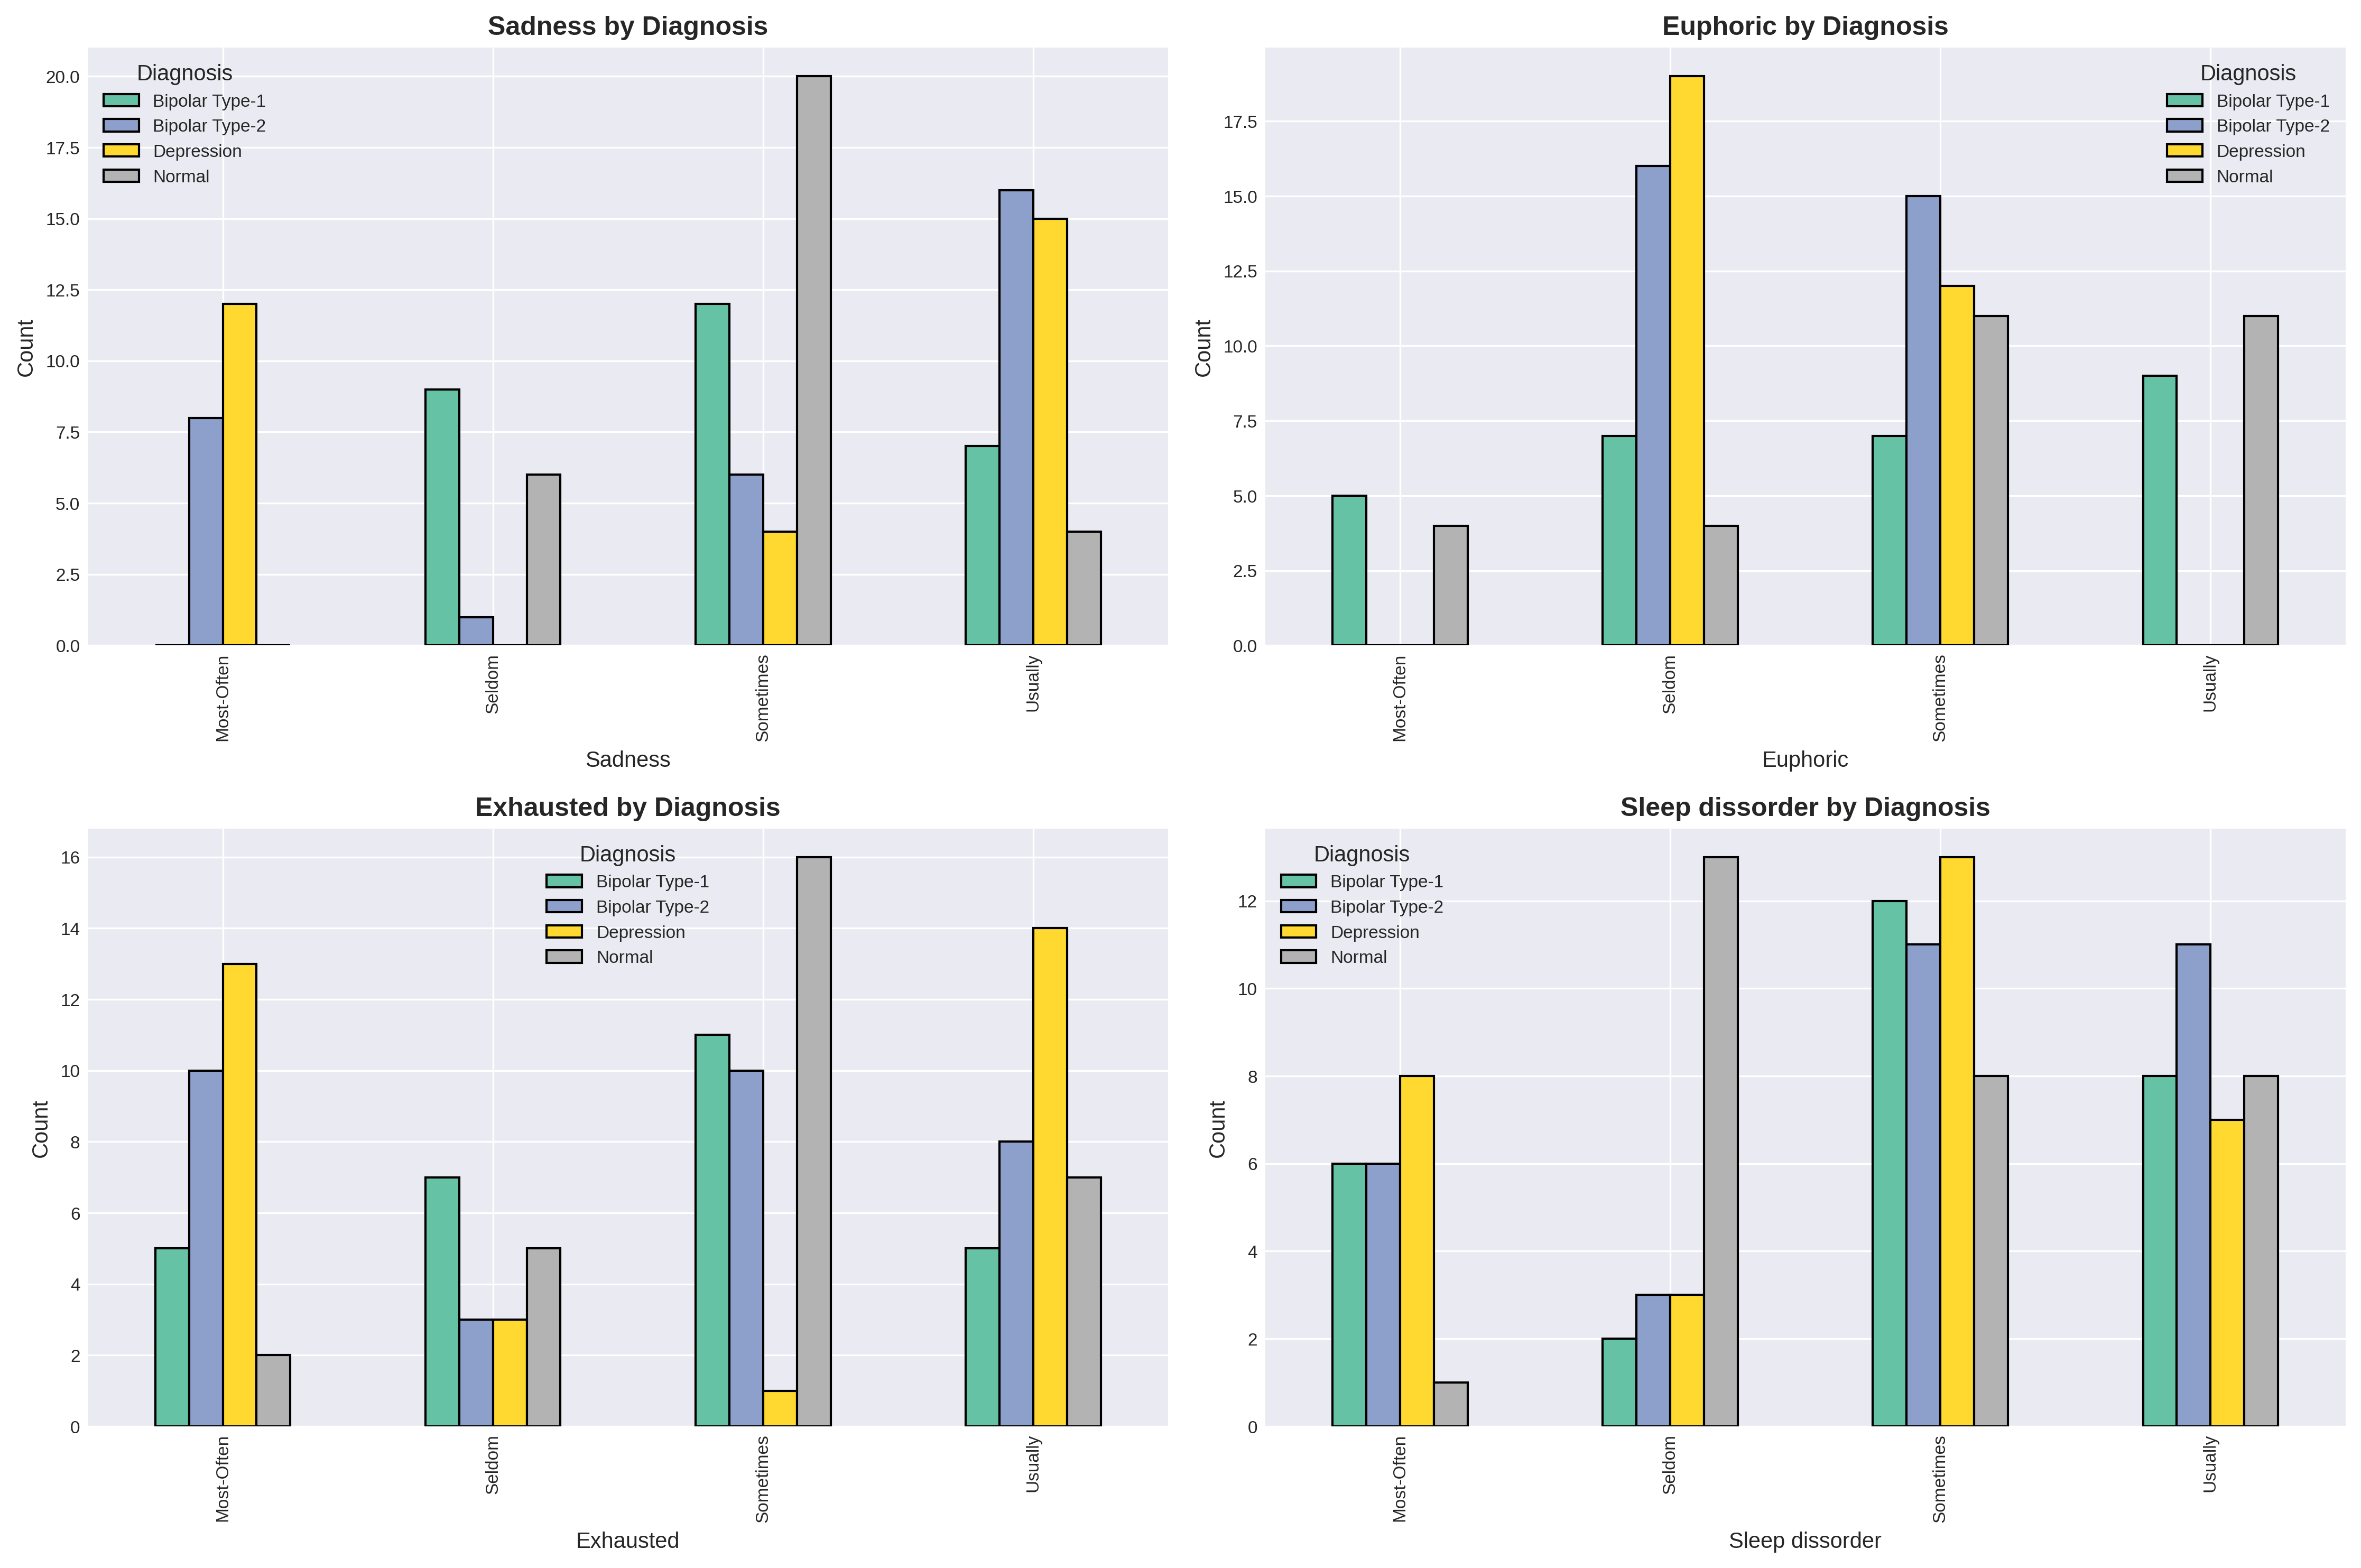 Sadness by Diagnosis
Diagnosis
Bipolar Type-1
Bipolar Type-2
Depression
Normal
20.0
17.5
15.0
12.5
10.0
7.5
5.0
2.5
0.0
Count
Most-Often
Seldom
Sometimes
Usually
Sadness
Euphoric by Diagnosis
Diagnosis
Bipolar Type-1
Bipolar Type-2
Depression
Normal
17.5
15.0
12.5
10.0
7.5
5.0
2.5
0.0
Count
Most-Often
Seldom
Sometimes
Usually
Euphoric
Exhausted by Diagnosis
Diagnosis
Bipolar Type-1
Bipolar Type-2
Depression
Normal
16
14
12
10
8
6
4
2
0
Count
Most-Often
Seldom
Sometimes
Usually
Exhausted
Sleep dissorder by Diagnosis
Diagnosis
Bipolar Type-1
Bipolar Type-2
Depression
Normal
12
10
8
6
4
2
0
Count
Most-Often
Seldom
Sometimes
Usually
Sleep dissorder